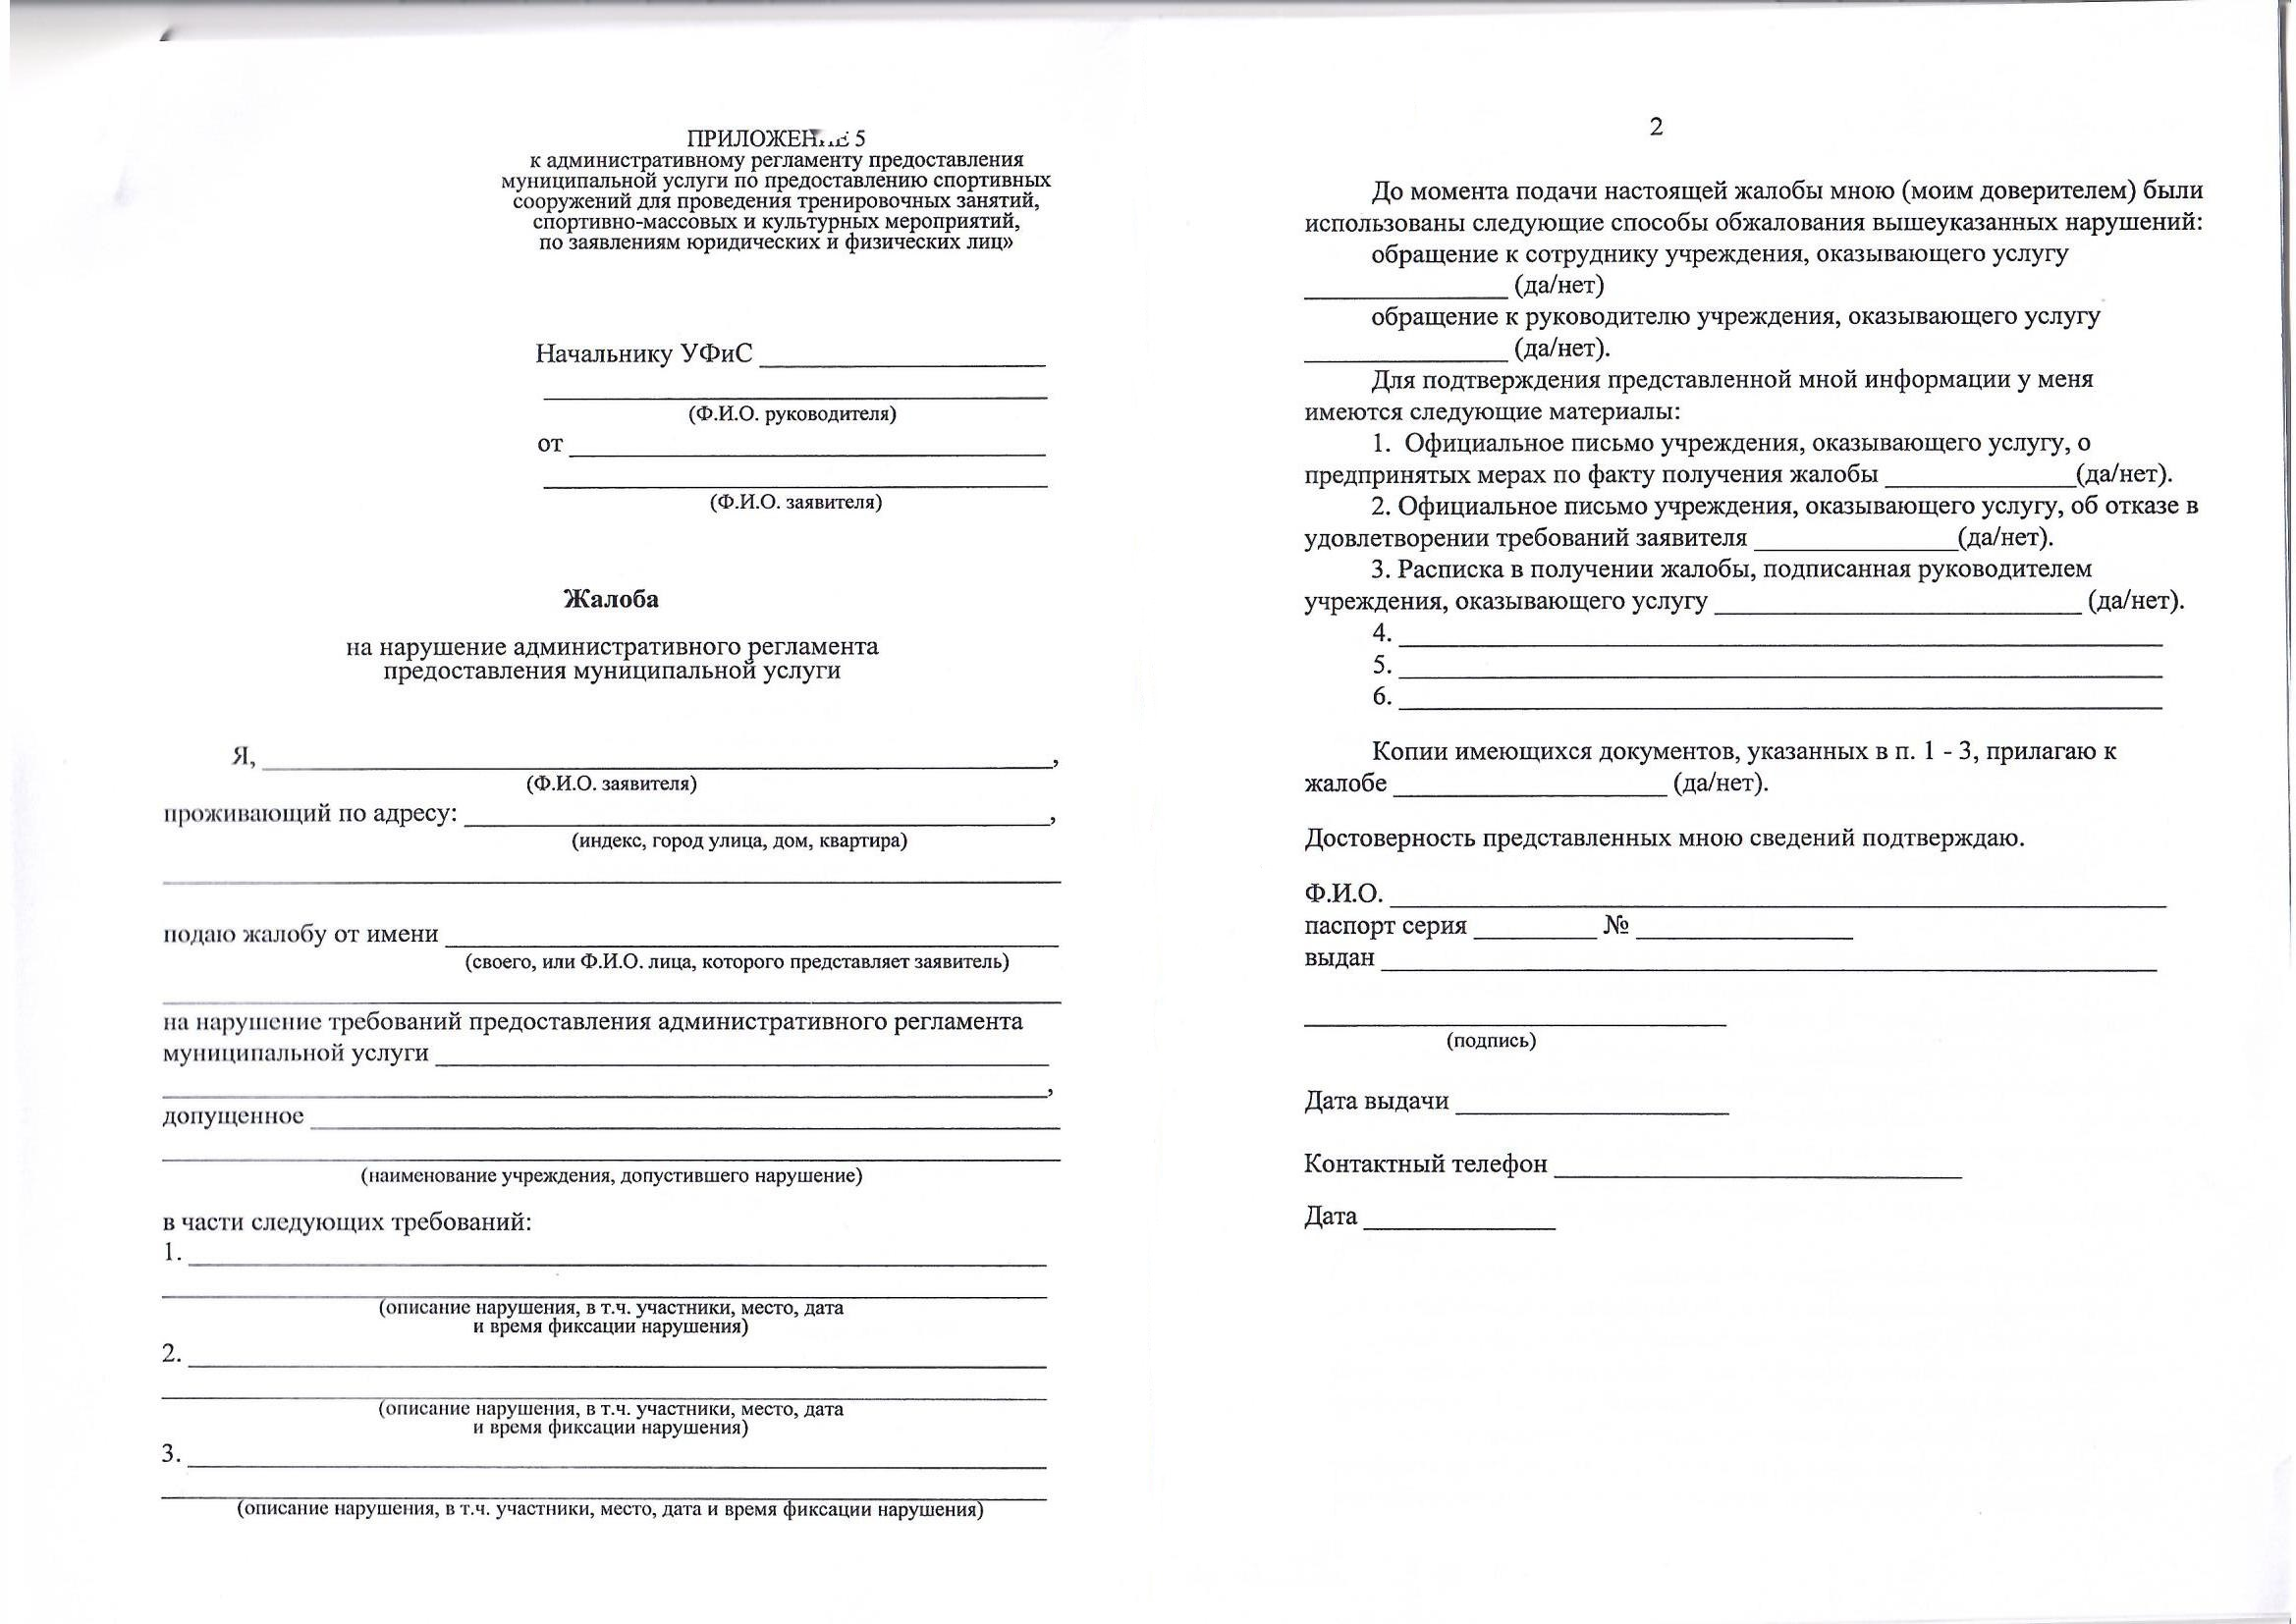 ПРИЛОЖЕНИЕ 5
к административному регламенту предоставления
муниципальной услуги по предоставлению спортивных
сооружений для проведения тренировочных занятий,
спортивно-массовых и культурных мероприятий,
по заявлениям юридических и физических лиц»
Начальнику УФиС
(Ф.И.О. руководителя)
от
(Ф.И.О. заявителя)
Жалоба
на нарушение административного регламента
предоставления муниципальной услуги
Я, ,
(Ф.И.О. заявителя)
проживающий по адресу: ,
(индекс, город улица, дом, квартира)
подаю жалобу от имени
(своего, или Ф.И.О. лица, которого представляет заявитель)
на нарушение требований предоставления административного регламента
муниципальной услуги
,
допущенное
(наименование учреждения, допустившего нарушение)
в части следующих требований:
1.
(описание нарушения, в т.ч. участники, место, дата
и время фиксации нарушения)
2.
(описание нарушения, в т.ч. участники, место, дата
и время фиксации нарушения)
3.
(описание нарушения, в т.ч. участники, место, дата и время фиксации нарушения)
2
До момента подачи настоящей жалобы мною (моим доверителем) были
использованы следующие способы обжалования вышеуказанных нарушений:
обращение к сотруднику учреждения, оказывающего услугу
(да/нет)
обращение к руководителю учреждения, оказывающего услугу
(да/нет).
Для подтверждения представленной мной информации у меня
имеются следующие материалы:
1. Официальное письмо учреждения, оказывающего услугу, о
предпринятых мерах по факту получения жалобы (да/нет).
2. Официальное письмо учреждения, оказывающего услугу, об отказе в
удовлетворении требований заявителя (да/нет).
3. Расписка в получении жалобы, подписанная руководителем
учреждения, оказывающего услугу (да/нет).
4.
5.
6.
Копии имеющихся документов, указанных в п. 1 - 3, прилагаю к
жалобе (да/нет).
Достоверность представленных мною сведений подтверждаю.
Ф.И.О.
паспорт серия №
выдан
(подпись)
Дата выдачи
Контактный телефон
Дата